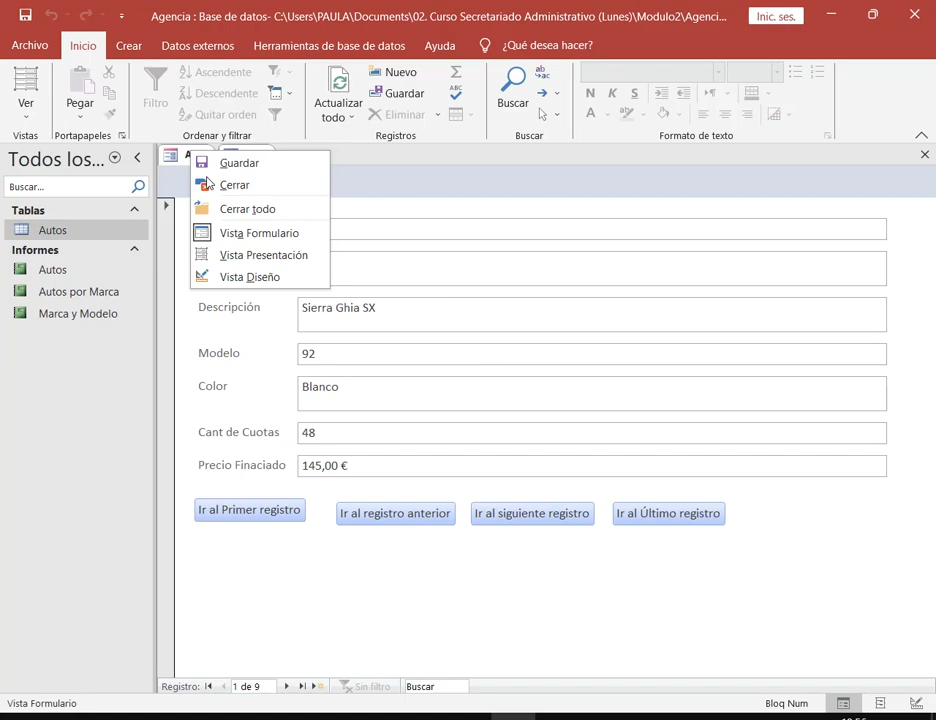 Agencia : Base de datos- C:\Users\PAULA\Documents\02. Curso Secretariado Administrativo (Lunes)\Modulo2\Agenci...
Inic. ses.
Archivo Inicio Crear Datos externos Herramientas de base de datos Ayuda ¿Qué desea hacer?
Ver
Pegar
Filtro
Ascendente
Descendente
Quitar orden
Actualizar todo
Nuevo
Guardar
Eliminar
Buscar
N K S
A
Vistas Portapapeles Ordenar y filtrar Registros Buscar Formato de texto
Todos los...
Buscar...
Tablas
Autos
Informes
Autos
Autos por Marca
Marca y Modelo
Guardar
Cerrar
Cerrar todo
Vista Formulario
Vista Presentación
Vista Diseño
Descripción Sierra Ghia SX
Modelo 92
Color Blanco
Cant de Cuotas 48
Precio Finaciado 145,00 €
Ir al Primer registro Ir al registro anterior Ir al siguiente registro Ir al Último registro
Registro: 1 de 9 Sin filtro Buscar
Vista Formulario Bloq Num